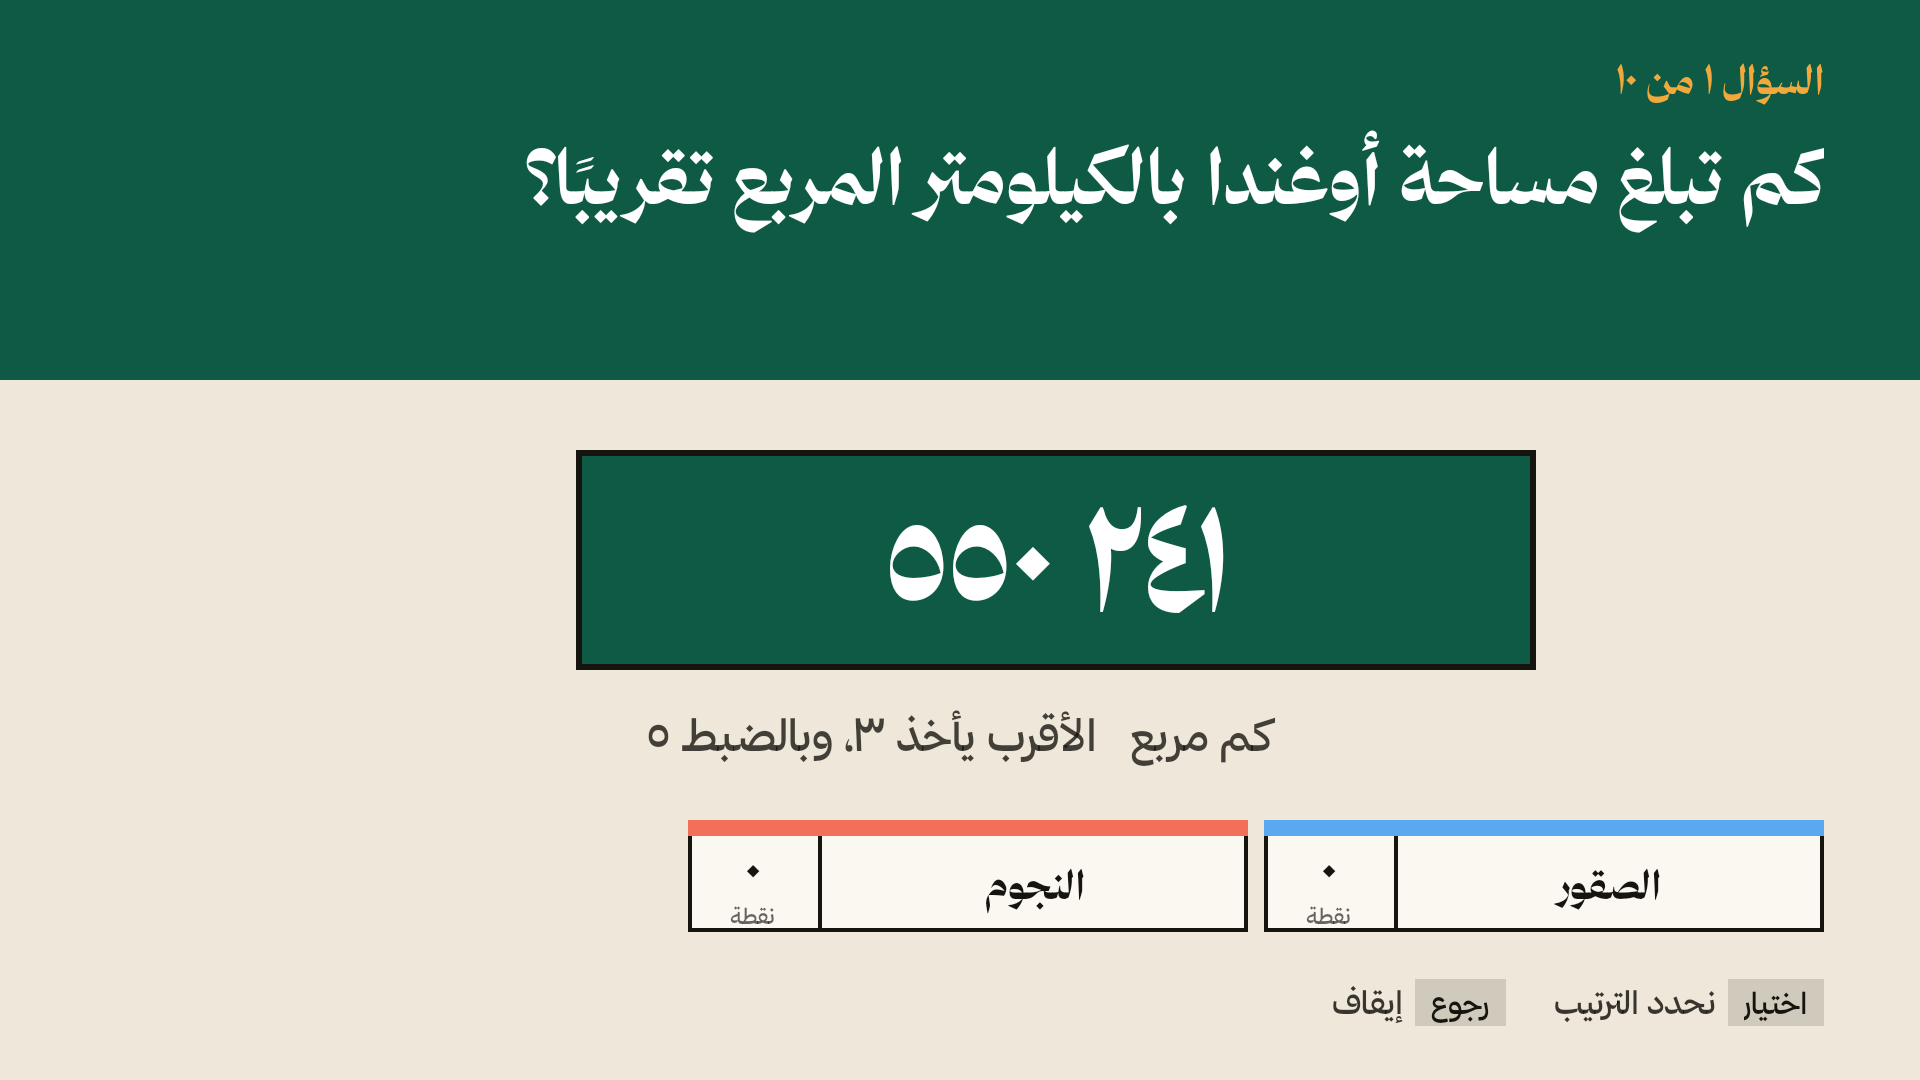 السؤال ١ من ١٠
كم تبلغ مساحة أوغندا بالكيلومتر المربع تقريبًا؟
٢٤١ ٥٥٠
كم مربع الأقرب يأخذ ٣، وبالضبط ٥
الصقور ٠ نقطة
النجوم ٠ نقطة
اختيار نحدد الترتيب رجوع إيقاف